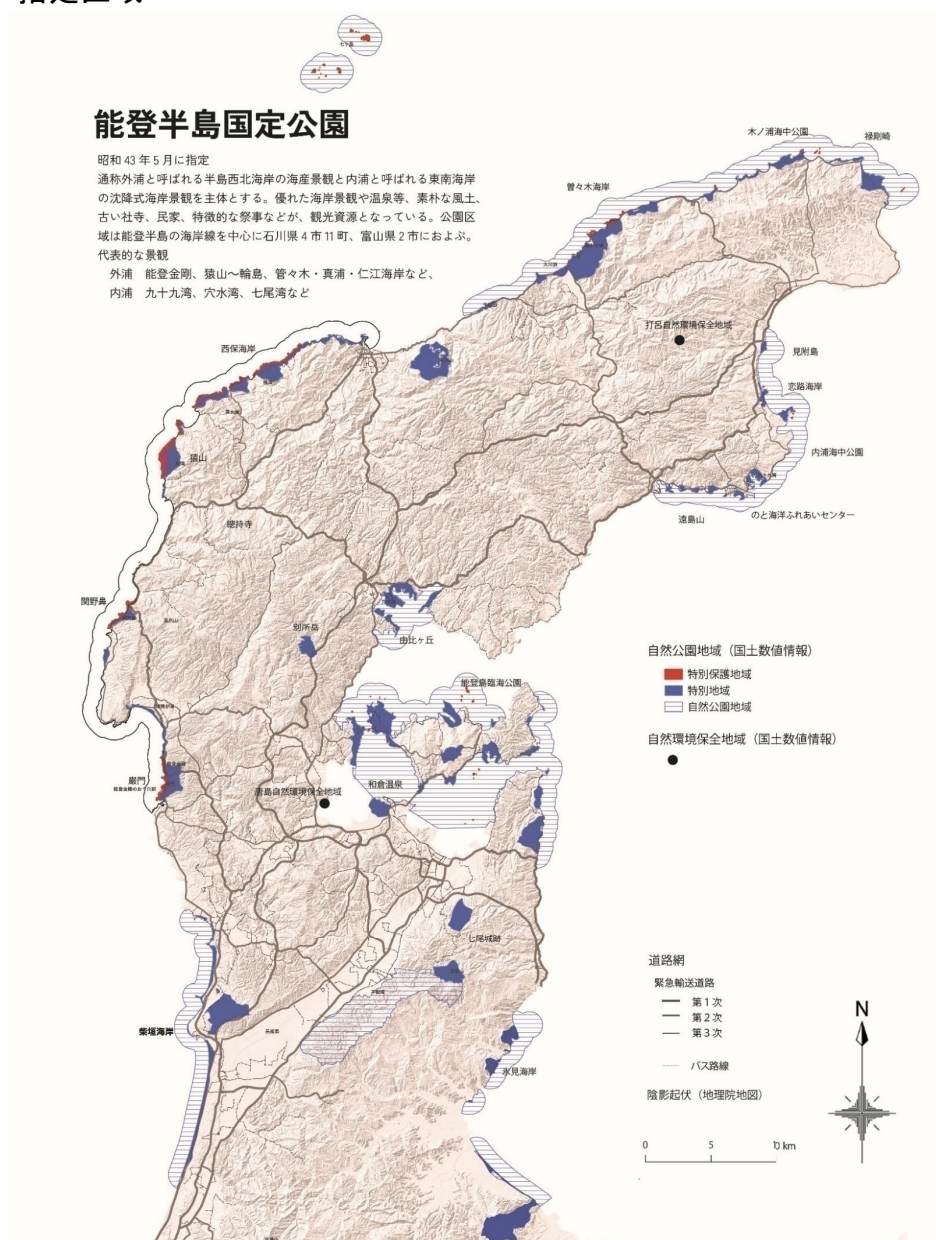 七ツ島
能登半島国定公園
昭和 43 年 5 月に指定
通称外浦と呼ばれる半島西北海岸の海産景観と内浦と呼ばれる東南海岸
の沈降式海岸景観を主体とする。優れた海岸景観や温泉等、素朴な風土、
古い社寺、民家、特徴的な祭事などが、観光資源となっている。公園区
域は能登半島の海岸線を中心に石川県 4 市 11 町、富山県 2 市におよぶ。
代表的な景観
外浦 能登金剛、猿山～輪島、菅々木・真浦・仁江海岸など、
内浦 九十九湾、穴水湾、七尾湾など
木ノ浦海中公園
禄剛崎
曽々木海岸
打呂自然環境保全地域
西保海岸
見附島
恋路海岸
猿山
内浦海中公園
のと海洋ふれあいセンター
遠島山
總持寺
関野鼻
別所岳
由比ヶ丘
自然公園地域（国土数値情報）
特別保護地域
特別地域
自然公園地域
能登島臨海公園
自然環境保全地域（国土数値情報）
巌門
和倉温泉
唐島自然環境保全地域
七尾城跡
道路網
緊急輸送道路
第 1 次
第 2 次
第 3 次
バス路線
陰影起伏（地理院地図）
N
柴垣海岸
氷見海岸
0 5 10 km